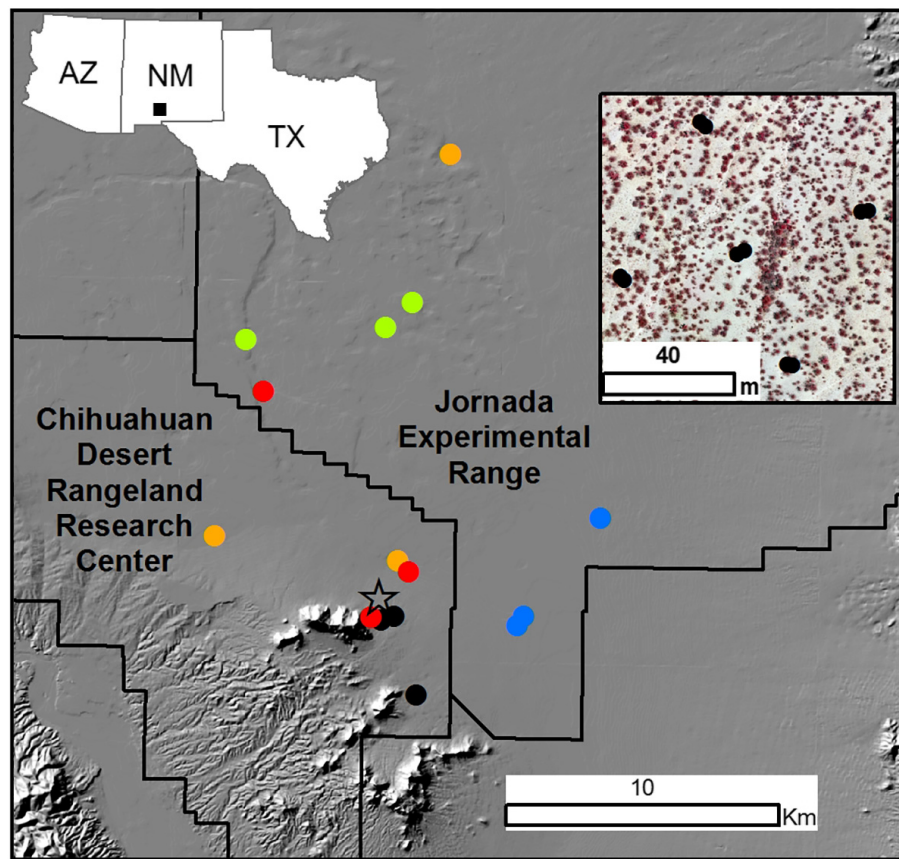 AZ
NM
TX
40
m
Chihuahuan
Desert
Rangeland
Research
Center
Jornada
Experimental
Range
10
Km